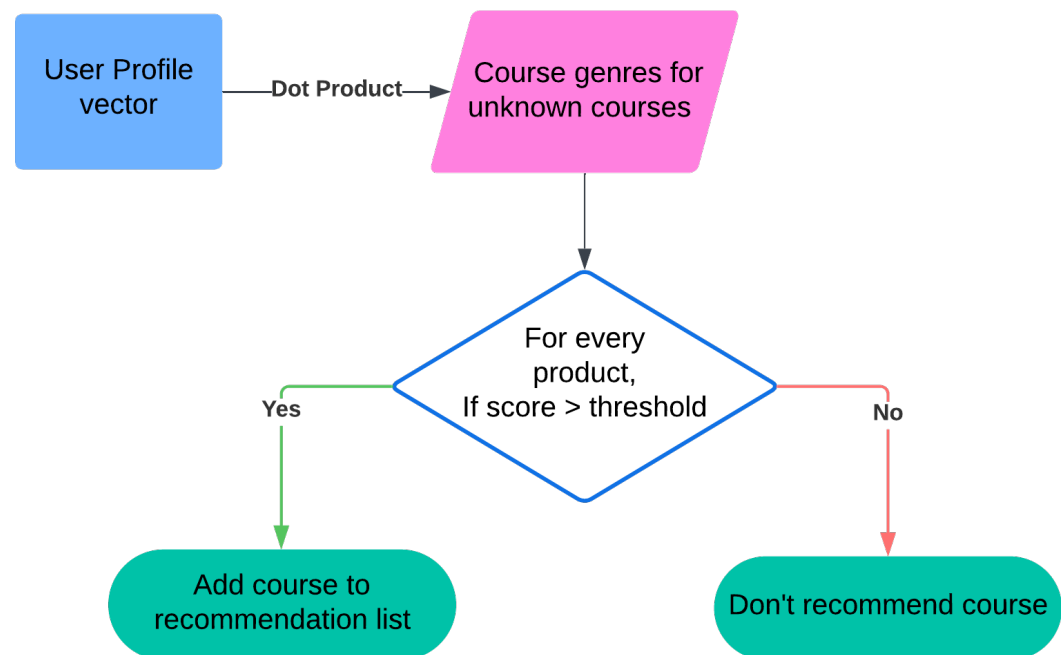 User Profile
vector
Dot Product
Course genres for
unknown courses
For every
product,
If score > threshold
Yes
No
Add course to
recommendation list
Don't recommend course